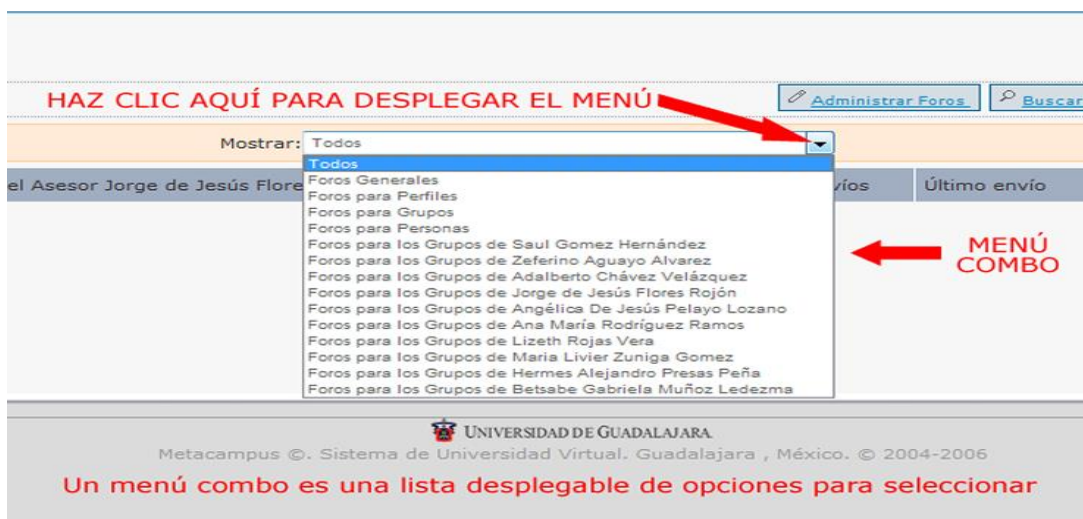 HAZ CLIC AQUÍ PARA DESPLEGAR EL MENÚ
Administrar Foros
Buscar
Mostrar: Todos
Todos
el Asesor Jorge de Jesús Flore
víos
Último envío
Foros Generales
Foros para Perfiles
Foros para Grupos
Foros para Personas
Foros para los Grupos de Saul Gomez Hernández
Foros para los Grupos de Zeferino Aguayo Alvarez
Foros para los Grupos de Adalberto Chávez Velázquez
Foros para los Grupos de Jorge de Jesús Flores Rojón
Foros para los Grupos de Angélica De Jesús Pelayo Lozano
Foros para los Grupos de Ana María Rodríguez Ramos
Foros para los Grupos de Lizeth Rojas Vera
Foros para los Grupos de Maria Livier Zuniga Gomez
Foros para los Grupos de Hermes Alejandro Presas Peña
Foros para los Grupos de Betsabe Gabriela Muñoz Ledezma
MENÚ
COMBO
UNIVERSIDAD DE GUADALAJARA
Metacampus ©. Sistema de Universidad Virtual. Guadalajara , México. © 2004-2006
Un menú combo es una lista desplegable de opciones para seleccionar